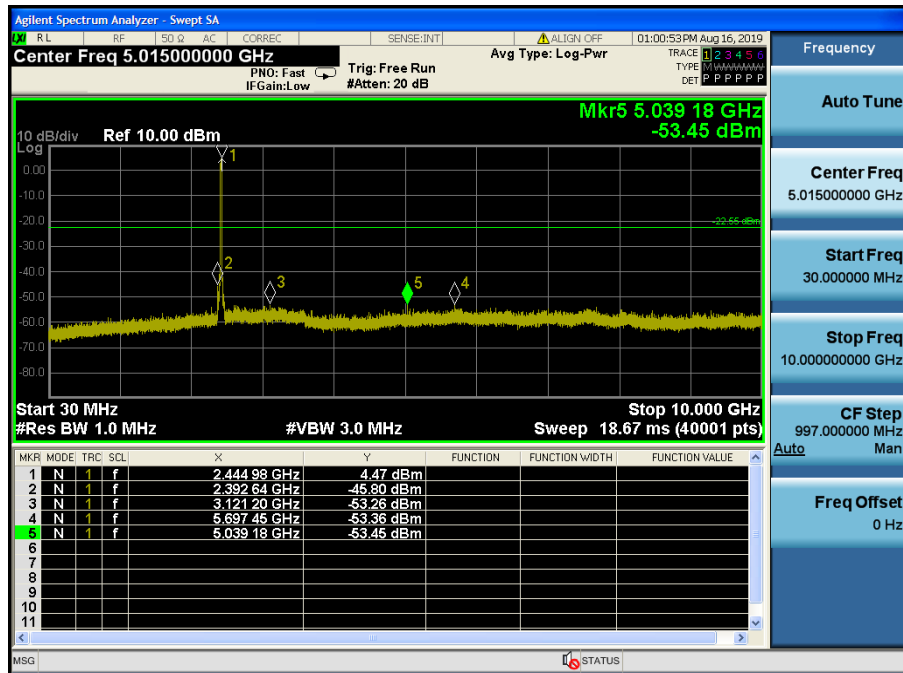 Agilent Spectrum Analyzer - Swept SA
LXI RL RF 50 Ω AC CORREC SENSE:INT ALIGN OFF 01:00:53 PM Aug 16, 2019
Center Freq 5.015000000 GHz
PNO: Fast
IFGain:Low
Trig: Free Run
#Atten: 20 dB
Avg Type: Log-Pwr
TRACE 1 2 3 4 5 6
TYPE MWWWWW
DET P P P P P P
Mkr5 5.039 18 GHz
-53.45 dBm
10 dB/div Ref 10.00 dBm
Log
1
0.00
-10.0
-20.0
-22.55 dBm
-30.0
-40.0
2
3
5
4
-50.0
-60.0
-70.0
-80.0
Start 30 MHz Stop 10.000 GHz
#Res BW 1.0 MHz #VBW 3.0 MHz Sweep 18.67 ms (40001 pts)
MKR MODE TRC SCL X Y FUNCTION FUNCTION WIDTH FUNCTION VALUE
1 N 1 f 2.444 98 GHz 4.47 dBm
2 N 1 f 2.392 64 GHz -45.80 dBm
3 N 1 f 3.121 20 GHz -53.26 dBm
4 N 1 f 5.697 45 GHz -53.36 dBm
5 N 1 f 5.039 18 GHz -53.45 dBm
6
7
8
9
10
11
MSG STATUS
Frequency
Auto Tune
Center Freq
5.015000000 GHz
Start Freq
30.000000 MHz
Stop Freq
10.000000000 GHz
CF Step
997.000000 MHz
Auto Man
Freq Offset
0 Hz